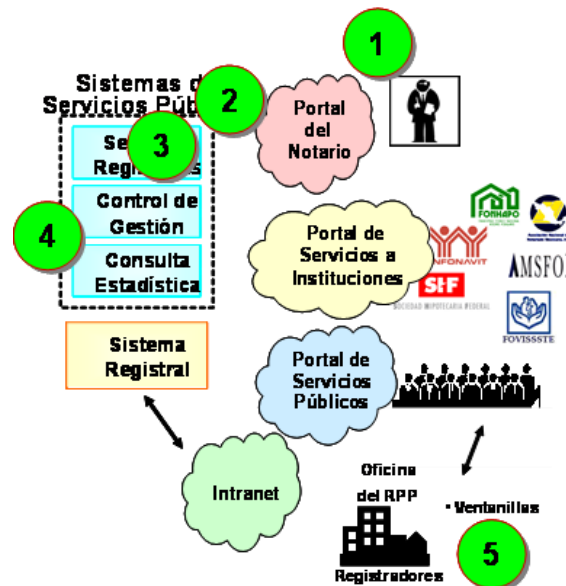 1
Sistemas d
Servicios Púb
2
Portal
del
Notario
3
Control de
Gestión
4
Consulta
Estadística
Portal de
Servicios a
Instituciones
FONHAPO
INFONAVIT
AMSFO
SHF
SOCIEDAD HIPOTECARIA FEDERAL
FOVISSSTE
Sistema
Registral
Portal de
Servicios
Públicos
Intranet
Oficina
del RPP
• Ventanillas
Registradores
5